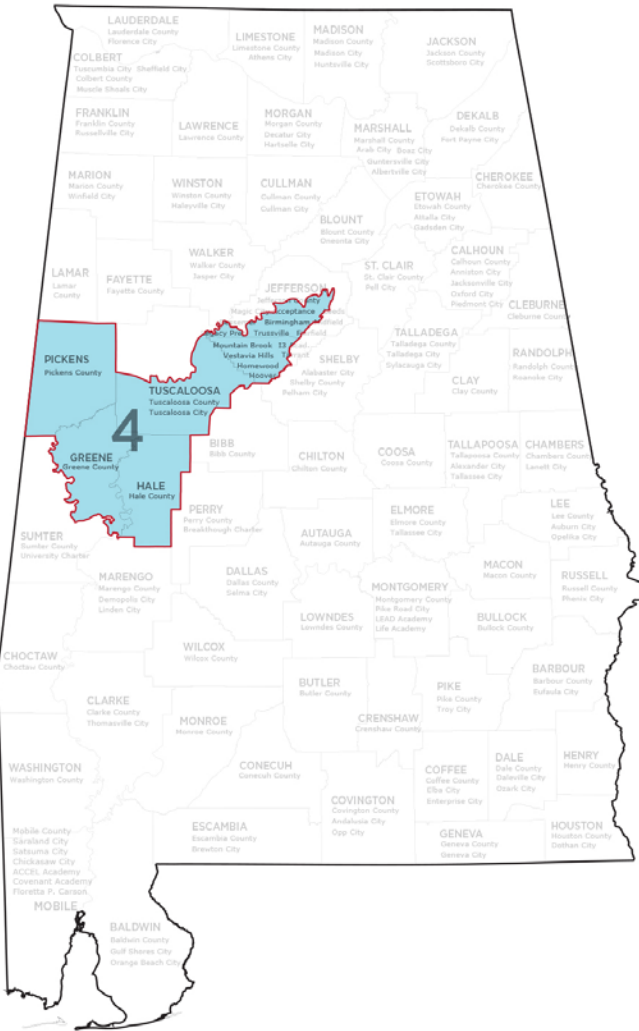 LAUDERDALE
Lauderdale County
Florence City
LIMESTONE
Limestone County
Athens City
MADISON
Madison County
Madison City
Huntsville City
JACKSON
Jackson County
Scottsboro City
COLBERT
Tuscumbia City Sheffield City
Colbert County
Muscle Shoals City
FRANKLIN
Franklin County
Russellville City
LAWRENCE
Lawrence County
MORGAN
Morgan County
Decatur City
Hartselle City
MARSHALL
Marshall County
Arab City Boaz City
Guntersville City
Albertville City
DEKALB
Dekalb County
Fort Payne City
MARION
Marion County
Winfield City
WINSTON
Winston County
Haleyville City
CULLMAN
Cullman County
Cullman City
CHEROKEE
Cherokee County
ETOWAH
Etowah County
Attalla City
Gadsden City
BLOUNT
Blount County
Oneonta City
WALKER
Walker County
Jasper City
LAMAR
Lamar
County
FAYETTE
Fayette County
ST. CLAIR
St. Clair County
Pell City
CALHOUN
Calhoun County
Anniston City
Jacksonville City
Oxford City
Piedmont City
CLEBURNE
Cleburne County
JEFFERSON
Magic
Acceptance
Birmingham
Trussville
Mountain Brook
Vestavia Hills
Homewood
Hoover
PICKENS
Pickens County
TUSCALOOSA
Tuscaloosa County
Tuscaloosa City
4
GREENE
Greene County
HALE
Hale County
SHELBY
Alabaster City
Shelby County
Pelham City
TALLADEGA
Talladega County
Talladega City
Sylacauga City
CLAY
Clay County
RANDOLPH
Randolph County
Roanoke City
BIBB
Bibb County
CHILTON
Chilton County
COOSA
Coosa County
TALLAPOOSA
Tallapoosa County
Alexander City
Tallassee City
CHAMBERS
Chambers County
Lanett City
PERRY
Perry County
Breakthough Charter
SUMTER
Sumter County
University Charter
AUTAUGA
Autauga County
ELMORE
Elmore County
Tallassee City
LEE
Lee County
Auburn City
Opelika City
MARENGO
Marengo County
Demopolis City
Linden City
DALLAS
Dallas County
Selma City
MACON
Macon County
RUSSELL
Russell County
Phenix City
MONTGOMERY
Montgomery County
Pike Road City
LEAD Academy
Life Academy
LOWNDES
Lowndes County
BULLOCK
Bullock County
CHOCTAW
Choctaw County
WILCOX
Wilcox County
BUTLER
Butler County
PIKE
Pike County
Troy City
BARBOUR
Barbour County
Eufaula City
CLARKE
Clarke County
Thomasville City
MONROE
Monroe County
CRENSHAW
Crenshaw County
WASHINGTON
Washington County
CONECUH
Conecuh County
COFFEE
Coffee County
Elba City
Enterprise City
DALE
Dale County
Daleville City
Ozark City
HENRY
Henry County
COVINGTON
Covington County
Andalusia City
Opp City
ESCAMBIA
Escambia County
Brewton City
GENEVA
Geneva County
Geneva City
HOUSTON
Houston County
Dothan City
Mobile County
Saraland City
Satsuma City
Chickasaw City
ACCEL Academy
Covenant Academy
Floretta P. Carson
MOBILE
BALDWIN
Baldwin County
Gulf Shores City
Orange Beach City